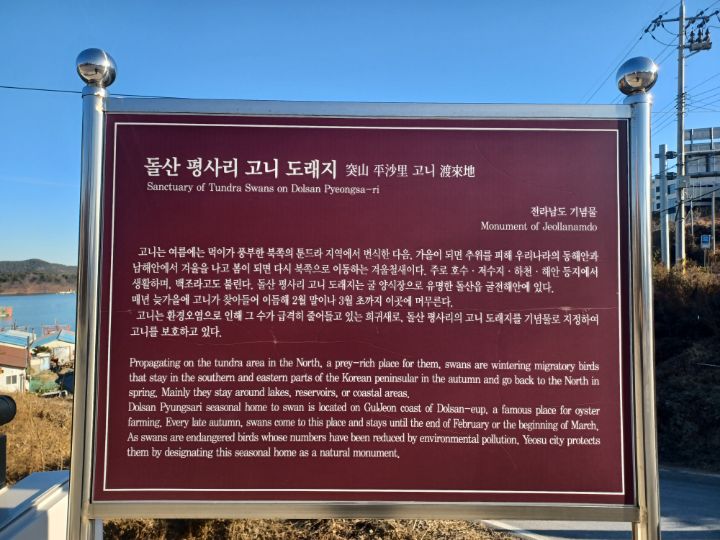 돌산 평사리 고니 도래지 突山 平沙里 고니 渡來地
Sanctuary of Tundra Swans on Dolsan Pyeongsa-ri
전라남도 기념물
Monument of Jeollanamdo
고니는 여름에는 먹이가 풍부한 북쪽의 툰드라 지역에서 번식한 다음, 가을이 되면 추위를 피해 우리나라의 동해안과
남해안에서 겨울을 나고 봄이 되면 다시 북쪽으로 이동하는 겨울철새이다. 주로 호수·저수지·하천·해안 등지에서
생활하며, 백조라고도 불린다. 돌산 평사리 고니 도래지는 굴 양식장으로 유명한 돌산읍 굴전해안에 있다.
매년 늦가을에 고니가 찾아들어 이듬해 2월 말이나 3월 초까지 이곳에 머무른다.
고니는 환경오염으로 인해 그 수가 급격히 줄어들고 있는 희귀새로, 돌산 평사리의 고니 도래지를 기념물로 지정하여
고니를 보호하고 있다.
Propagating on the tundra area in the North, a prey-rich place for them, swans are wintering migratory birds
that stay in the southern and eastern parts of the Korean peninsular in the autumn and go back to the North in
spring. Mainly they stay around lakes, reservoirs, or coastal areas.
Dolsan Pyungsari seasonal home to swan is located on GulJeon coast of Dolsan-eup, a famous place for oyster
farming. Every late autumn, swans come to this place and stays until the end of February or the beginning of March.
As swans are endangered birds whose numbers have been reduced by environmental pollution, Yeosu city protects
them by designating this seasonal home as a natural monument.